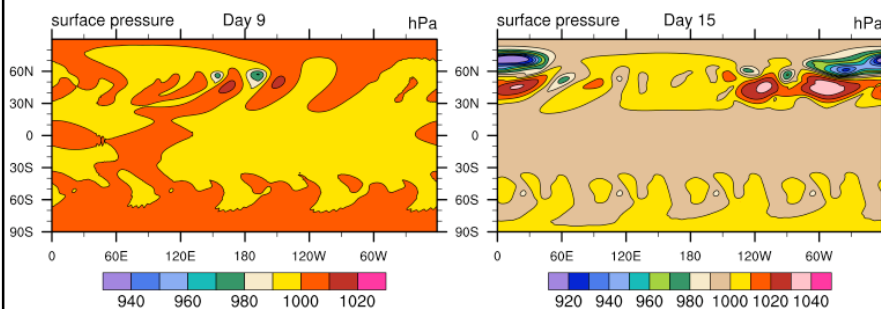 surface pressure Day 9 hPa
60N
30N
0
30S
60S
90S
0 60E 120E 180 120W 60W
940 960 980 1000 1020
surface pressure Day 15 hPa
60N
30N
0
30S
60S
90S
0 60E 120E 180 120W 60W
920 940 960 980 1000 1020 1040